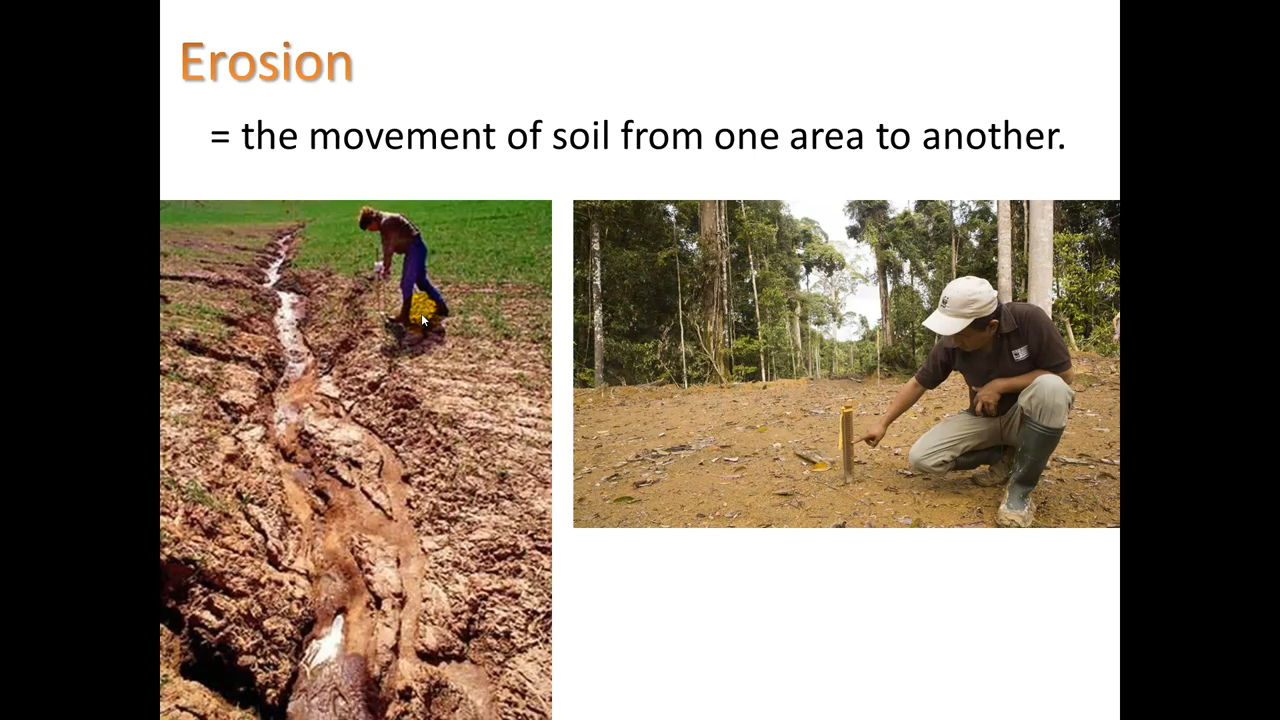 Erosion
= the movement of soil from one area to another.